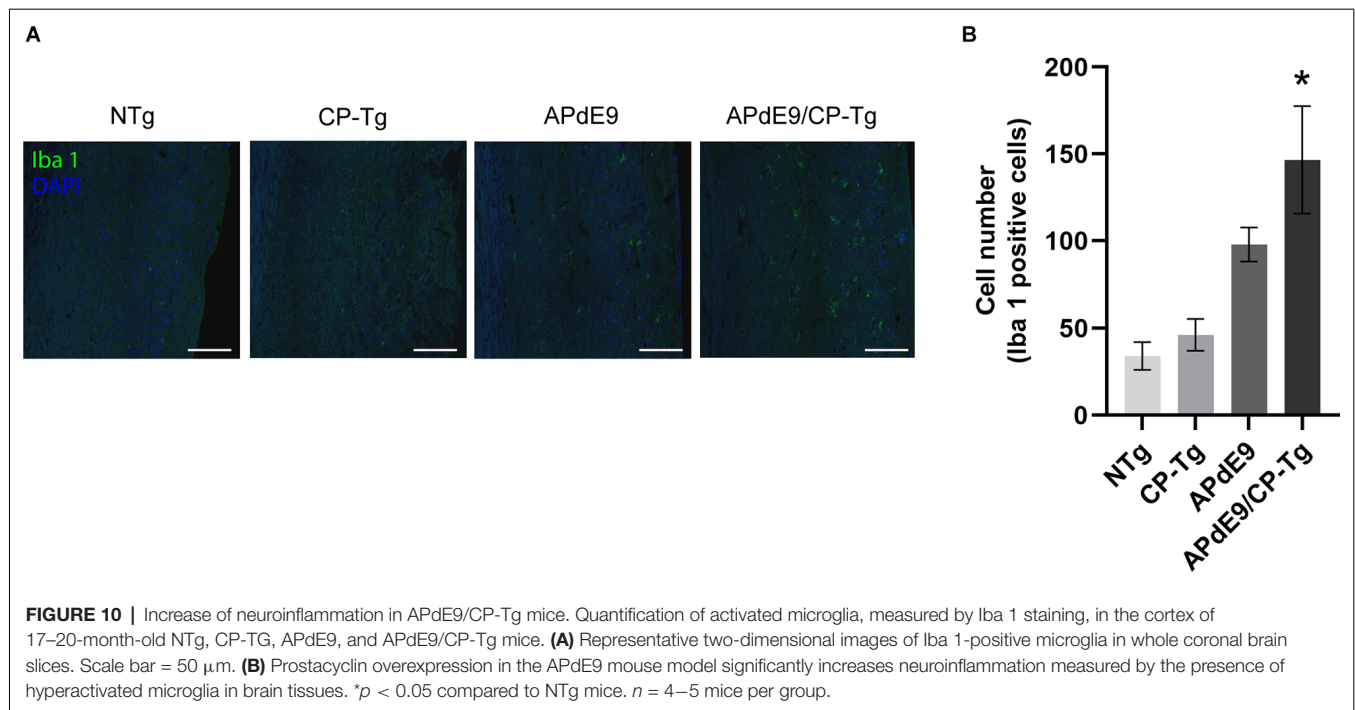 A
B
NTg
CP-Tg
APdE9
APdE9/CP-Tg
Iba 1
DAPI
Cell number
(Iba 1 positive cells)
200
150
100
50
0
*
NTg
CP-Tg
APdE9
APdE9/CP-Tg
FIGURE 10 | Increase of neuroinflammation in APdE9/CP-Tg mice. Quantification of activated microglia, measured by Iba 1 staining, in the cortex of
17–20-month-old NTg, CP-TG, APdE9, and APdE9/CP-Tg mice. (A) Representative two-dimensional images of Iba 1-positive microglia in whole coronal brain
slices. Scale bar = 50 μm. (B) Prostacyclin overexpression in the APdE9 mouse model significantly increases neuroinflammation measured by the presence of
hyperactivated microglia in brain tissues. *p < 0.05 compared to NTg mice. n = 4–5 mice per group.